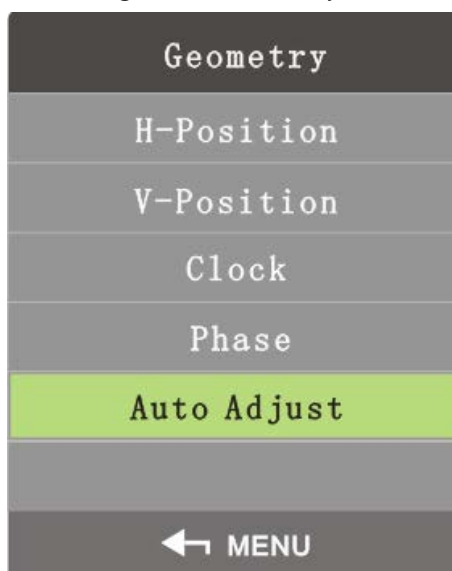 Geometry
H-Position
V-Position
Clock
Phase
Auto Adjust
MENU